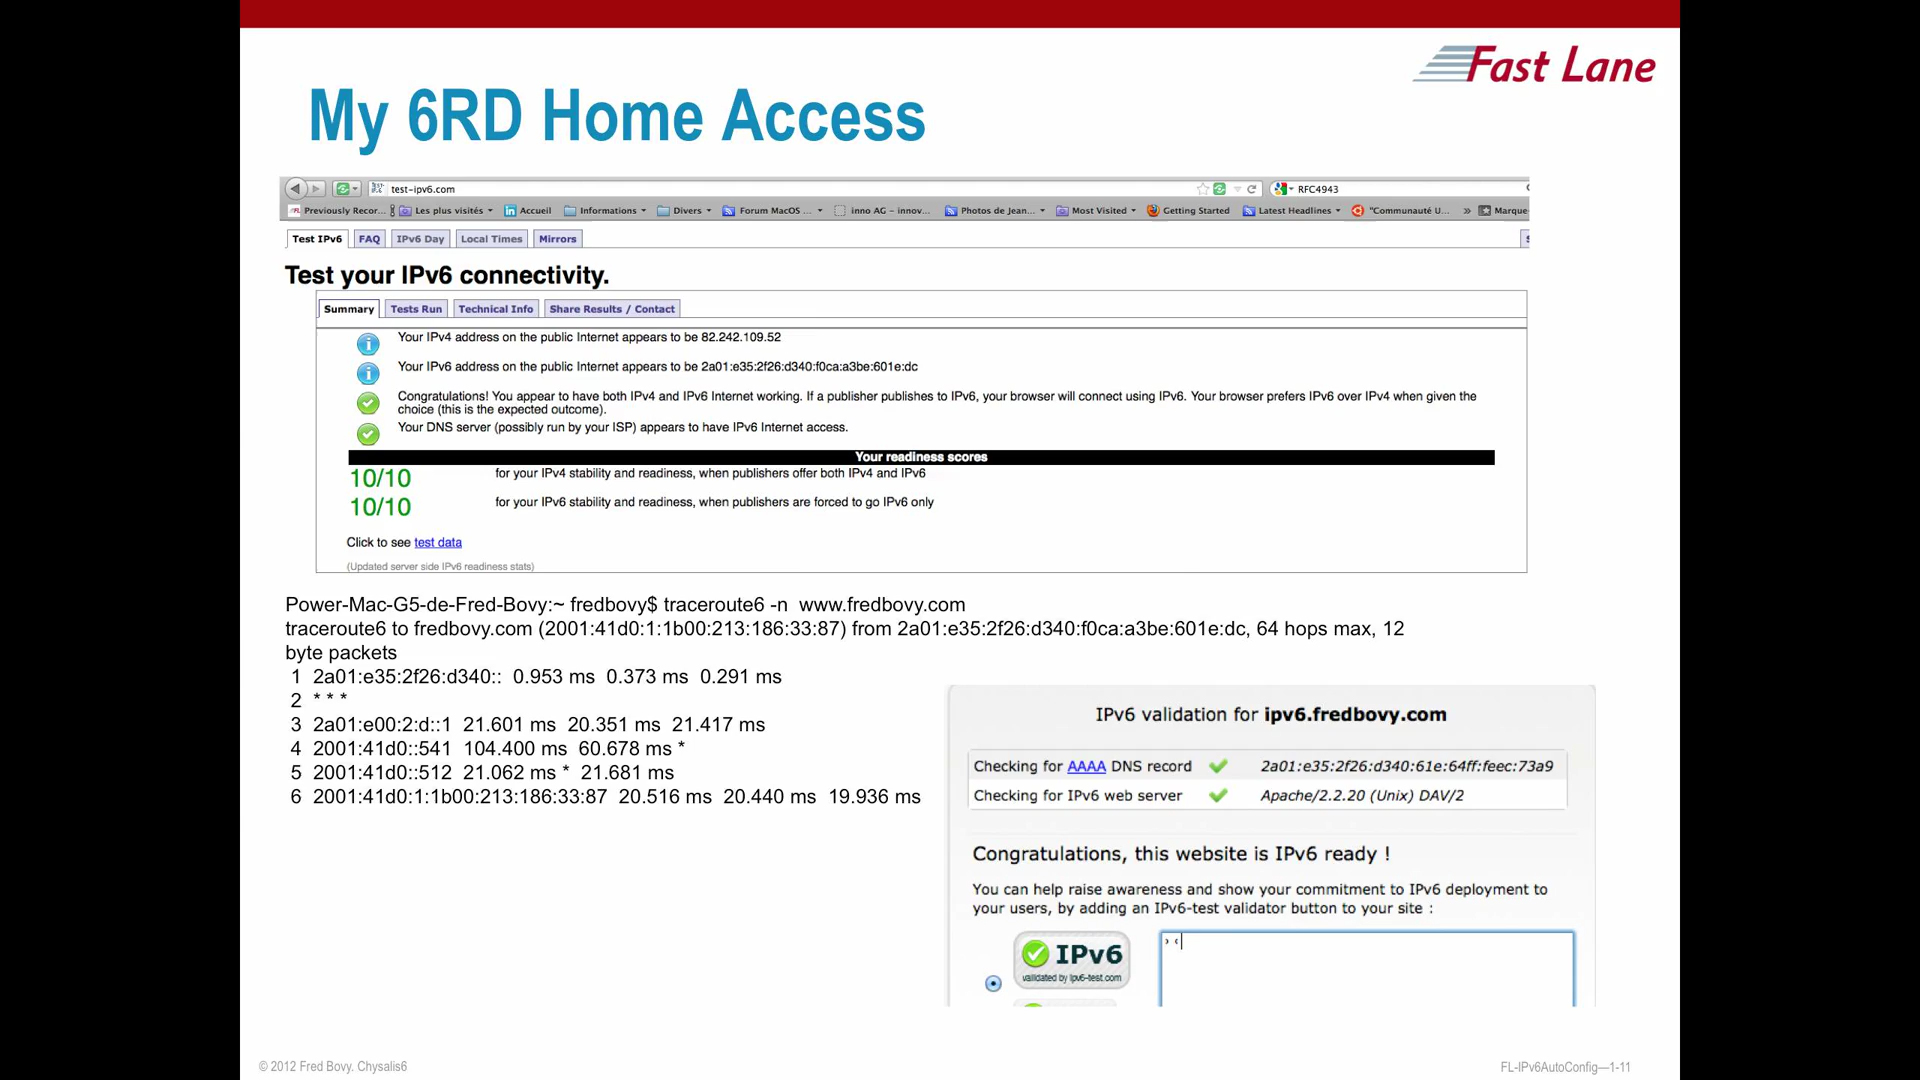 Fast Lane
My 6RD Home Access
test-ipv6.com
RFC4943
Previously Recor...
Les plus visités
Accueil
Informations
Divers
Forum MacOS ...
inno AG – innov...
Photos de Jean,...
Most Visited
Getting Started
Latest Headlines
"Communauté U...
»
Marque
Test IPv6 FAQ IPv6 Day Local Times Mirrors
Test your IPv6 connectivity.
Summary Tests Run Technical Info Share Results / Contact
Your IPv4 address on the public Internet appears to be 82.242.109.52
Your IPv6 address on the public Internet appears to be 2a01:e35:2f26:d340:f0ca:a3be:601e:dc
Congratulations! You appear to have both IPv4 and IPv6 Internet working. If a publisher publishes to IPv6, your browser will connect using IPv6. Your browser prefers IPv6 over IPv4 when given the
choice (this is the expected outcome).
Your DNS server (possibly run by your ISP) appears to have IPv6 Internet access.
Your readiness scores
10/10 for your IPv4 stability and readiness, when publishers offer both IPv4 and IPv6
10/10 for your IPv6 stability and readiness, when publishers are forced to go IPv6 only
Click to see test data
(Updated server side IPv6 readiness stats)
Power-Mac-G5-de-Fred-Bovy:~ fredbovy$ traceroute6 -n www.fredbovy.com
traceroute6 to fredbovy.com (2001:41d0:1:1b00:213:186:33:87) from 2a01:e35:2f26:d340:f0ca:a3be:601e:dc, 64 hops max, 12
byte packets
1 2a01:e35:2f26:d340:: 0.953 ms 0.373 ms 0.291 ms
2 * * *
3 2a01:e00:2:d::1 21.601 ms 20.351 ms 21.417 ms
4 2001:41d0::541 104.400 ms 60.678 ms *
5 2001:41d0::512 21.062 ms * 21.681 ms
6 2001:41d0:1:1b00:213:186:33:87 20.516 ms 20.440 ms 19.936 ms
IPv6 validation for ipv6.fredbovy.com
Checking for AAAA DNS record 2a01:e35:2f26:d340:61e:64ff:feec:73a9
Checking for IPv6 web server Apache/2.2.20 (Unix) DAV/2
Congratulations, this website is IPv6 ready !
You can help raise awareness and show your commitment to IPv6 deployment to
your users, by adding an IPv6-test validator button to your site :
IPv6
validated by ipv6-test.com
© 2012 Fred Bovy. Chysalis6
FL-IPv6AutoConfig—1-11